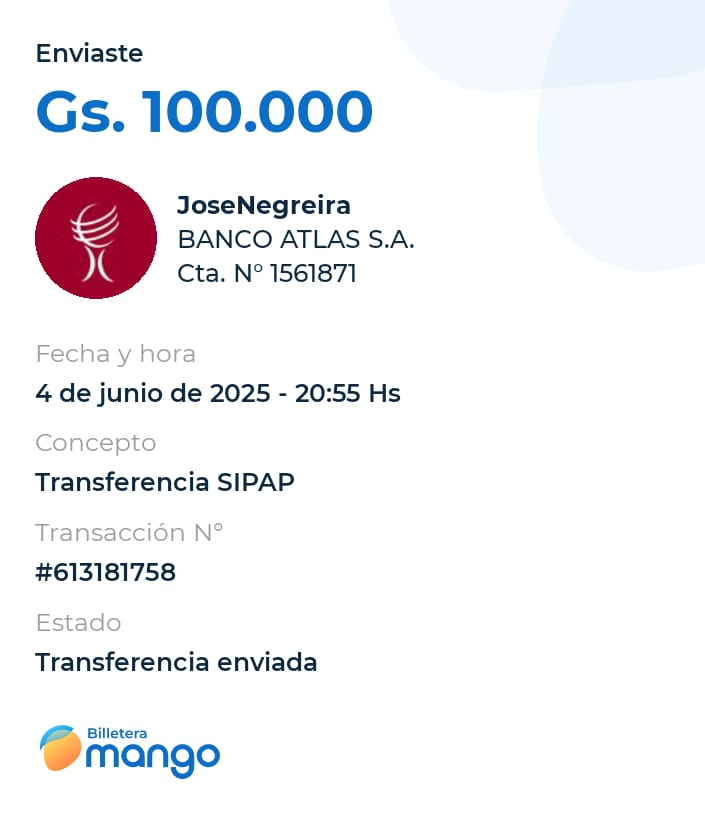 Enviaste
Gs. 100.000
JoseNegreira
BANCO ATLAS S.A.
Cta. N° 1561871
Fecha y hora
4 de junio de 2025 - 20:55 Hs
Concepto
Transferencia SIPAP
Transacción N°
#613181758
Estado
Transferencia enviada
Billetera
mango